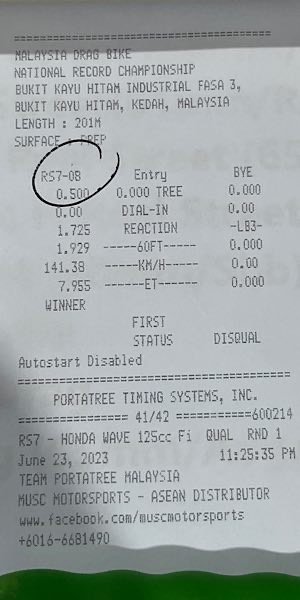 ==========================================
MALAYSIA DRAG BIKE
NATIONAL RECORD CHAMPIONSHIP
BUKIT KAYU HITAM INDUSTRIAL FASA 3,
BUKIT KAYU HITAM, KEDAH, MALAYSIA
LENGTH : 201M
SURFACE : PREP
RS7-08 Entry BYE
0.500 0.000 TREE 0.000
0.00 DIAL-IN 0.00
1.725 REACTION -LB3-
1.929 -----60FT----- 0.000
141.38 ------KM/H----- 0.00
7.955 ------ET------ 0.000
WINNER
FIRST
STATUS DISQUAL
Autostart Disabled
==========================================
PORTATREE TIMING SYSTEMS, INC.
================ 41/42 ===========600214
RS7 - HONDA WAVE 125cc Fi QUAL RND 1
June 23, 2023 11:25:35 PM
TEAM PORTATREE MALAYSIA
MUSC MOTORSPORTS - ASEAN DISTRIBUTOR
www.facebook.com/muscmotorsports
+6016-6681490